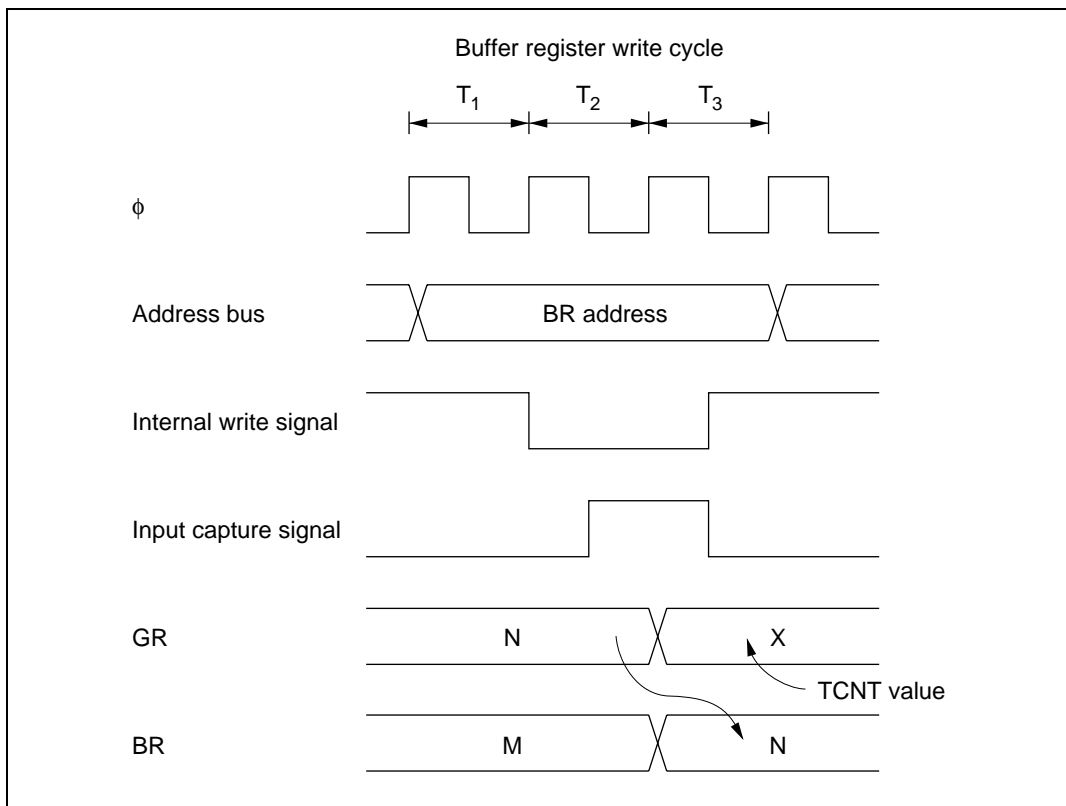 Buffer register write cycle
T₁ T₂ T₃
φ
Address bus BR address
Internal write signal
Input capture signal
GR N X
TCNT value
BR M N